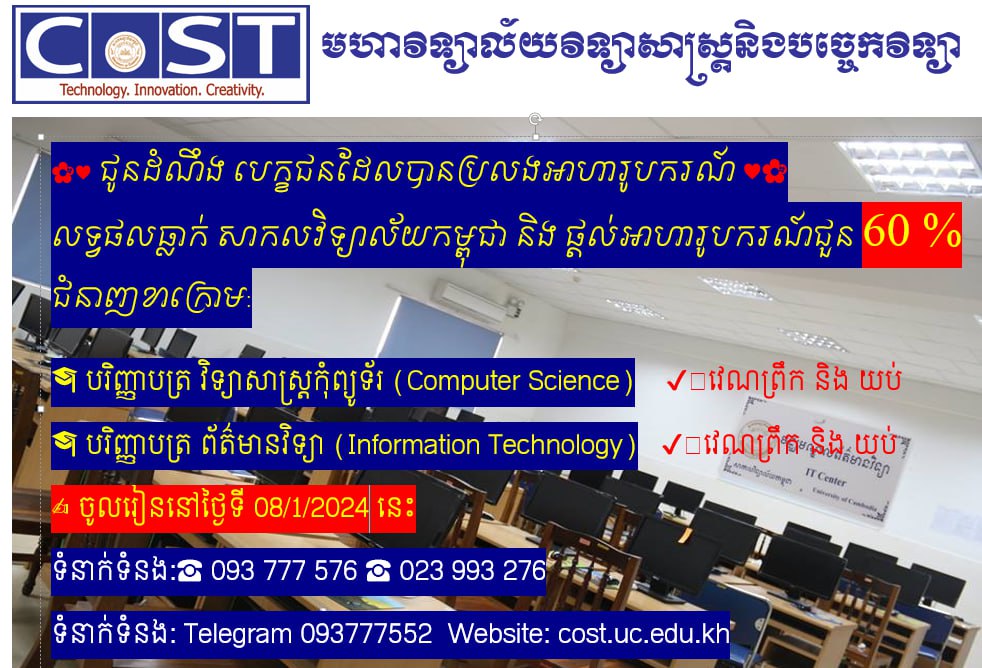 COST
Technology. Innovation. Creativity.
មហាវិទ្យាល័យវិទ្យាសាស្ត្រនិងបច្ចេកវិទ្យា
✿♥ ជូនដំណឹង បេក្ខជនដែលបានប្រលងអាហារូបករណ៍ ♥✿
លទ្ធផលធ្លាក់ សាកលវិទ្យាល័យកម្ពុជា និង ផ្តល់អាហារូបករណ៍ជួន 60 %
ជំនាញខាក្រោម:
បរិញ្ញាបត្រ វិទ្យាសាស្ត្រកុំព្យូទ័រ (Computer Science) ✓វេណព្រឹក និង យប់
បរិញ្ញាបត្រ ព័ត៌មានវិទ្យា (Information Technology) ✓វេណព្រឹក និង យប់
✍ ចូលរៀននៅថ្ងៃទី 08/1/2024 នេះ
ទំនាក់ទំនង:☎ 093 777 576 ☎ 023 993 276
ទំនាក់ទំនង: Telegram 093777552 Website: cost.uc.edu.kh
IT Center
University of Cambodia